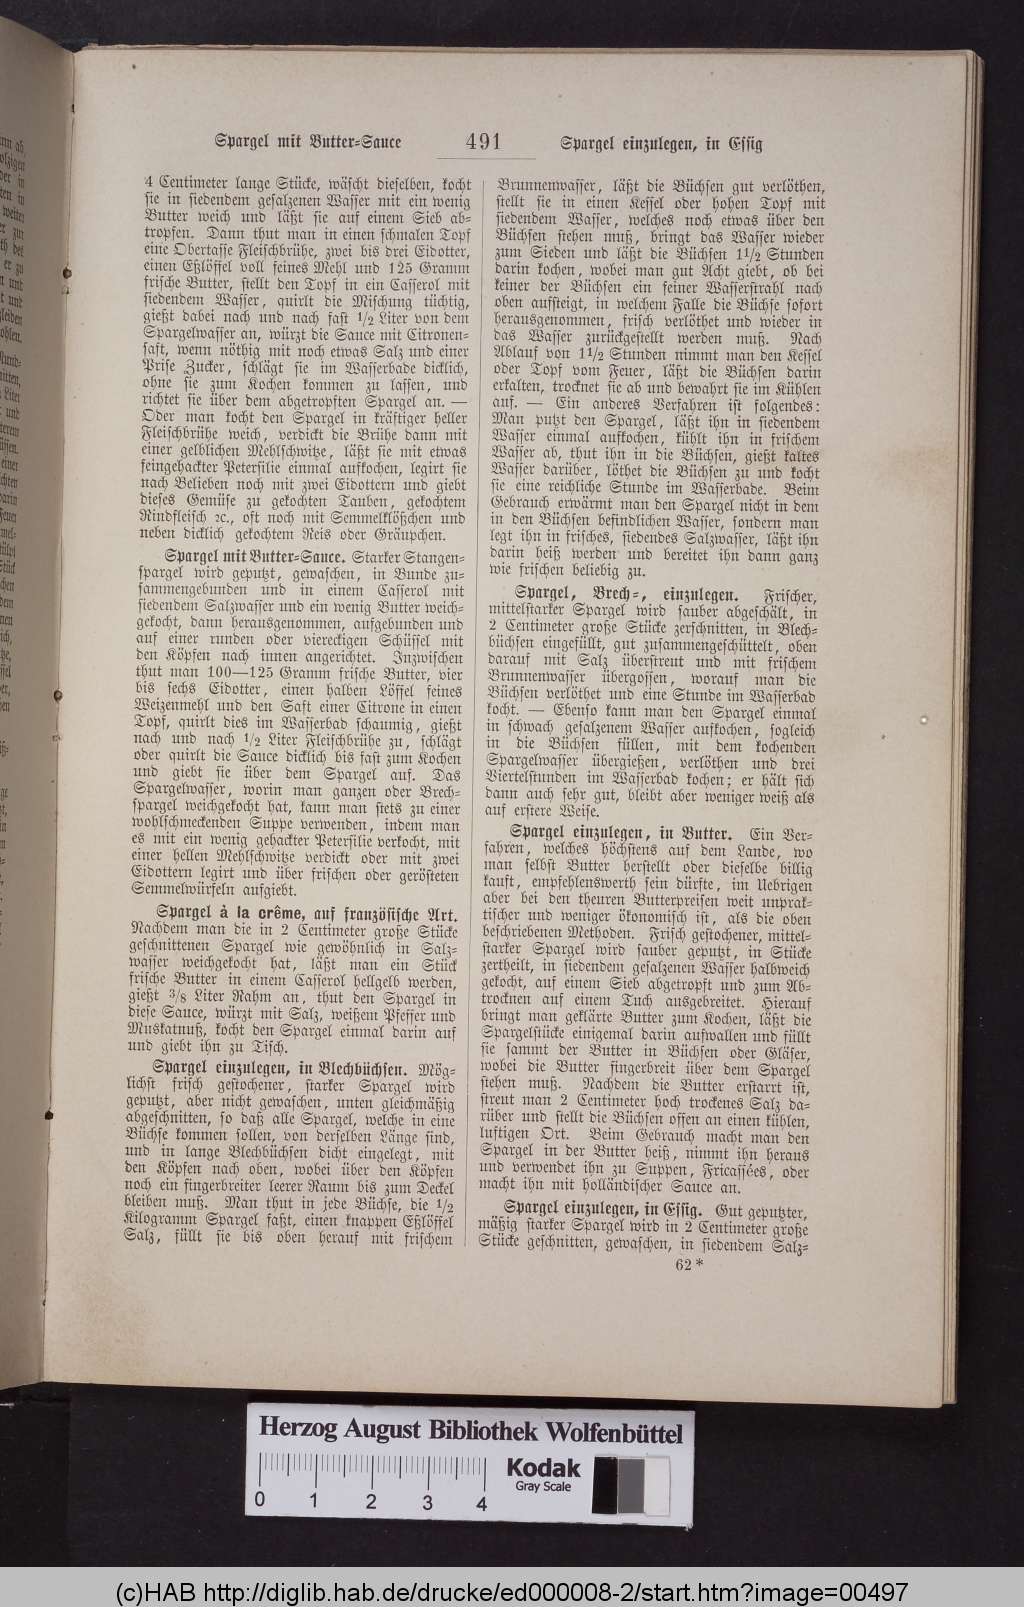 Spargel mit Butter-Sauce 491 Spargel einzulegen, in Essig
4 Centimeter lange Stücke, wäscht dieselben, kocht
sie in siedendem gesalzenen Wasser mit ein wenig
Butter weich und läßt sie auf einem Sieb ab-
tropfen. Dann thut man in einen schmalen Topf
eine Obertasse Fleischbrühe, zwei bis drei Eidotter,
einen Eßlöffel voll feines Mehl und 125 Gramm
frische Butter, stellt den Topf in ein Casserol mit
siedendem Wasser, quirlt die Mischung tüchtig,
gießt dabei nach und nach fast 1/2 Liter von dem
Spargelwasser an, würzt die Sauce mit Citronen-
saft, wenn nöthig mit noch etwas Salz und einer
Prise Zucker, schlägt sie im Wasserbade dicklich,
ohne sie zum Kochen kommen zu lassen, und
richtet sie über dem abgetropften Spargel an. —
Oder man kocht den Spargel in kräftiger heller
Fleischbrühe weich, verdickt die Brühe dann mit
einer gelblichen Mehlschwitze, läßt sie mit etwas
feingehackter Petersilie einmal aufkochen, legirt sie
nach Belieben noch mit zwei Eidottern und giebt
dieses Gemüse zu gekochten Tauben, gekochtem
Rindfleisch ꝛc., oft noch mit Semmelklößchen und
neben dicklich gekochtem Reis oder Gräupchen.
Spargel mit Butter-Sauce. Starker Stangen-
spargel wird geputzt, gewaschen, in Bunde zu-
sammengebunden und in einem Casserol mit
siedendem Salzwasser und ein wenig Butter weich-
gekocht, dann herausgenommen, aufgebunden und
auf einer runden oder viereckigen Schüssel mit
den Köpfen nach innen angerichtet. Inzwischen
thut man 100—125 Gramm frische Butter, vier
bis sechs Eidotter, einen halben Löffel feines
Weizenmehl und den Saft einer Citrone in einen
Topf, quirlt dies im Wasserbad schaumig, gießt
nach und nach 1/2 Liter Fleischbrühe zu, schlägt
oder quirlt die Sauce dicklich bis fast zum Kochen
und giebt sie über dem Spargel auf. Das
Spargelwasser, worin man ganzen oder Brech-
spargel weichgekocht hat, kann man stets zu einer
wohlschmeckenden Suppe verwenden, indem man
es mit ein wenig gehackter Petersilie verkocht, mit
einer hellen Mehlschwitze verdickt oder mit zwei
Eidottern legirt und über frischen oder gerösteten
Semmelwürfeln aufgiebt.
Spargel à la crême, auf französische Art.
Nachdem man die in 2 Centimeter große Stücke
geschnittenen Spargel wie gewöhnlich in Salz-
wasser weichgekocht hat, läßt man ein Stück
frische Butter in einem Casserol hellgelb werden,
gießt 3/8 Liter Rahm an, thut den Spargel in
diese Sauce, würzt mit Salz, weißem Pfeffer und
Muskatnuß, kocht den Spargel einmal darin auf
und giebt ihn zu Tisch.
Spargel einzulegen, in Blechbüchsen. Mög-
lichst frisch gestochener, starker Spargel wird
geputzt, aber nicht gewaschen, unten gleichmäßig
abgeschnitten, so daß alle Spargel, welche in eine
Büchse kommen sollen, von derselben Länge sind,
und in lange Blechbüchsen dicht eingelegt, mit
den Köpfen nach oben, wobei über den Köpfen
noch ein fingerbreiter leerer Raum bis zum Deckel
bleiben muß. Man thut in jede Büchse, die 1/2
Kilogramm Spargel faßt, einen knappen Eßlöffel
Salz, füllt sie bis oben herauf mit frischem
Brunnenwasser, läßt die Büchsen gut verlöthen,
stellt sie in einen Kessel oder hohen Topf mit
siedendem Wasser, welches noch etwas über den
Büchsen stehen muß, bringt das Wasser wieder
zum Sieden und läßt die Büchsen 1 1/2 Stunden
darin kochen, wobei man gut Acht giebt, ob bei
keiner der Büchsen ein feiner Wasserstrahl nach
oben aufsteigt, in welchem Falle die Büchse sofort
herausgenommen, frisch verlöthet und wieder in
das Wasser zurückgestellt werden muß. Nach
Ablauf von 1 1/2 Stunden nimmt man den Kessel
oder Topf vom Feuer, läßt die Büchsen darin
erkalten, trocknet sie ab und bewahrt sie im Kühlen
auf. — Ein anderes Verfahren ist folgendes:
Man putzt den Spargel, läßt ihn in siedendem
Wasser einmal aufkochen, kühlt ihn in frischem
Wasser ab, thut ihn in die Büchsen, gießt kaltes
Wasser darüber, löthet die Büchsen zu und kocht
sie eine reichliche Stunde im Wasserbade. Beim
Gebrauch erwärmt man den Spargel nicht in dem
in den Büchsen befindlichen Wasser, sondern man
legt ihn in frisches, siedendes Salzwasser, läßt ihn
darin heiß werden und bereitet ihn dann ganz
wie frischen beliebig zu.
Spargel, Brech-, einzulegen. Frischer,
mittelstarker Spargel wird sauber abgeschält, in
2 Centimeter große Stücke zerschnitten, in Blech-
büchsen eingefüllt, gut zusammengeschüttelt, oben
darauf mit Salz überstreut und mit frischem
Brunnenwasser übergossen, worauf man die
Büchsen verlöthet und eine Stunde im Wasserbad
kocht. — Ebenso kann man den Spargel einmal
in schwach gesalzenem Wasser aufkochen, sogleich
in die Büchsen füllen, mit dem kochenden
Spargelwasser übergießen, verlöthen und drei
Viertelstunden im Wasserbad kochen; er hält sich
dann auch sehr gut, bleibt aber weniger weiß als
auf erstere Weise.
Spargel einzulegen, in Butter. Ein Ver-
fahren, welches höchstens auf dem Lande, wo
man selbst Butter herstellt oder dieselbe billig
kauft, empfehlenswerth sein dürfte, im Uebrigen
aber bei den theuren Butterpreisen weit unprak-
tischer und weniger ökonomisch ist, als die oben
beschriebenen Methoden. Frisch gestochener, mittel-
starker Spargel wird sauber geputzt, in Stücke
zertheilt, in siedendem gesalzenen Wasser halbweich
gekocht, auf einem Sieb abgetropft und zum Ab-
trocknen auf einem Tuch ausgebreitet. Hierauf
bringt man geklärte Butter zum Kochen, läßt die
Spargelstücke einigemal darin aufwallen und füllt
sie sammt der Butter in Büchsen oder Gläser,
wobei die Butter fingerbreit über dem Spargel
stehen muß. Nachdem die Butter erstarrt ist,
streut man 2 Centimeter hoch trockenes Salz da-
rüber und stellt die Büchsen offen an einen kühlen,
luftigen Ort. Beim Gebrauch macht man den
Spargel in der Butter heiß, nimmt ihn heraus
und verwendet ihn zu Suppen, Fricassées, oder
macht ihn mit holländischer Sauce an.
Spargel einzulegen, in Essig. Gut geputzter,
mäßig starker Spargel wird in 2 Centimeter große
Stücke geschnitten, gewaschen, in siedendem Salz-
62*
Herzog August Bibliothek Wolfenbüttel
Kodak
Gray Scale
0 1 2 3 4
(c)HAB http://diglib.hab.de/drucke/ed000008-2/start.htm?image=00497